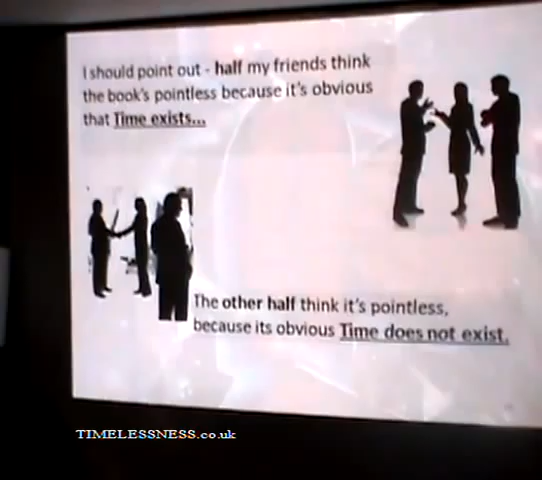 I should point out - half my friends think
the book's pointless because it's obvious
that Time exists...
The other half think it's pointless,
because its obvious Time does not exist.
TIMELESSNESS.co.uk